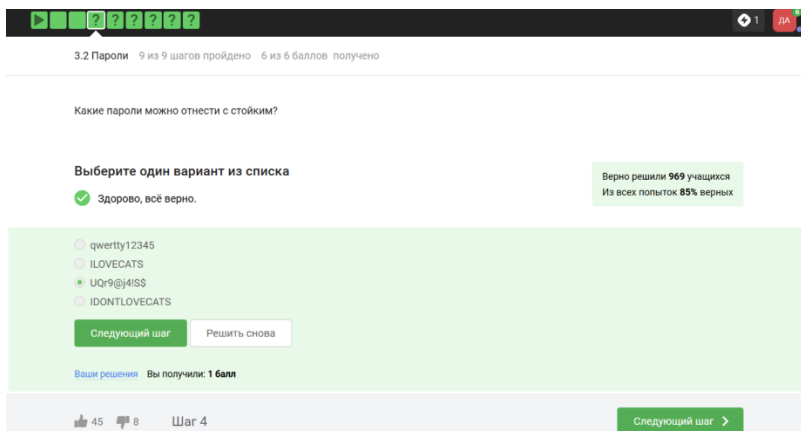 ? ? ? ? ? ?
1 ДА
3.2 Пароли 9 из 9 шагов пройдено 6 из 6 баллов получено
Какие пароли можно отнести с стойким?
Выберите один вариант из списка
Здорово, всё верно.
Верно решили 969 учащихся
Из всех попыток 85% верных
qwertty12345
ILOVECATS
UQr9@j4!S$
IDONTLOVECATS
Следующий шаг Решить снова
Ваши решения Вы получили: 1 балл
45 8 Шаг 4 Следующий шаг